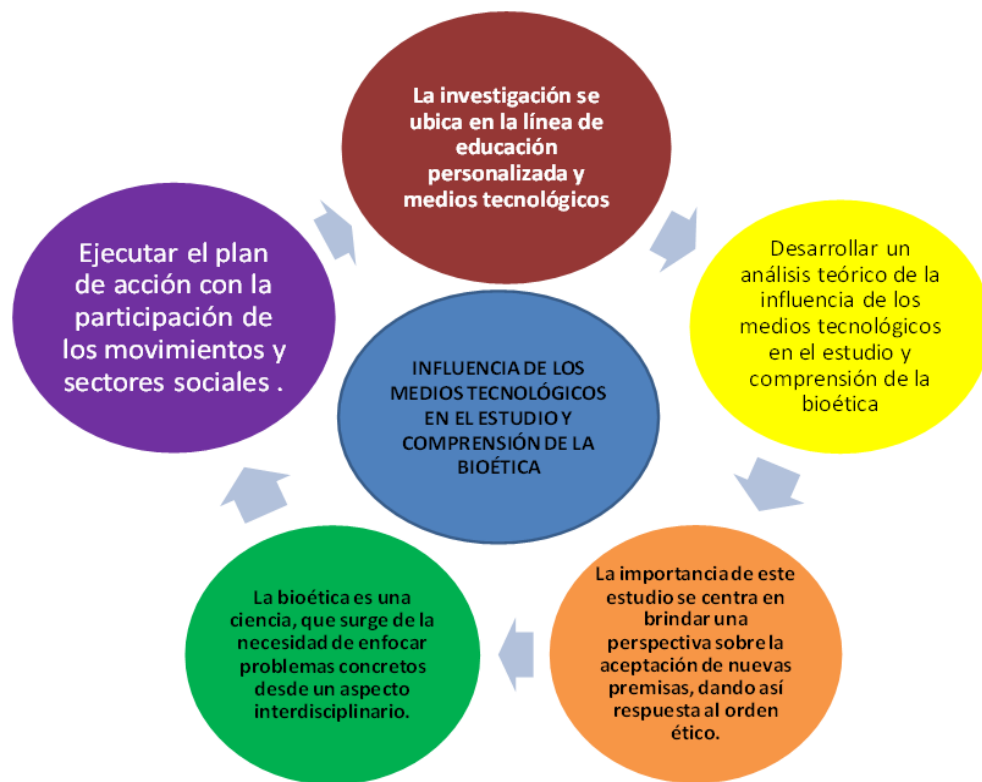 La investigación se
ubica en la línea de
educación
personalizada y
medios tecnológicos
Desarrollar un
análisis teórico de la
influencia de los
medios tecnológicos
en el estudio y
comprensión de la
bioética
La importancia de este
estudio se centra en
brindar una
perspectiva sobre la
aceptación de nuevas
premisas, dando así
respuesta al orden
ético.
La bioética es una
ciencia, que surge de la
necesidad de enfocar
problemas concretos
desde un aspecto
interdisciplinario.
Ejecutar el plan
de acción con la
participación de
los movimientos y
sectores sociales .
INFLUENCIA DE LOS
MEDIOS TECNOLÓGICOS
EN EL ESTUDIO Y
COMPRENSIÓN DE LA
BIOÉTICA